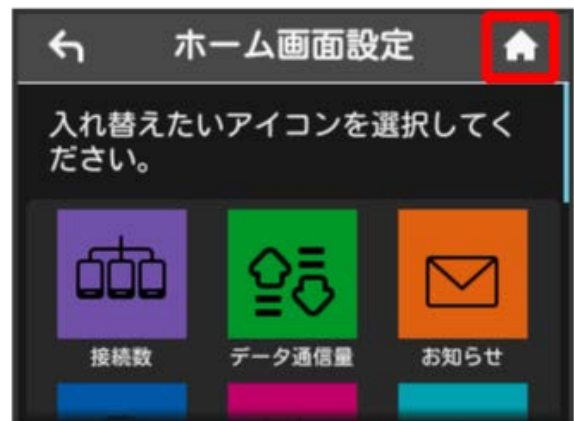 ホーム画面設定
入れ替えたいアイコンを選択してく
ださい。
接続数 データ通信量 お知らせ